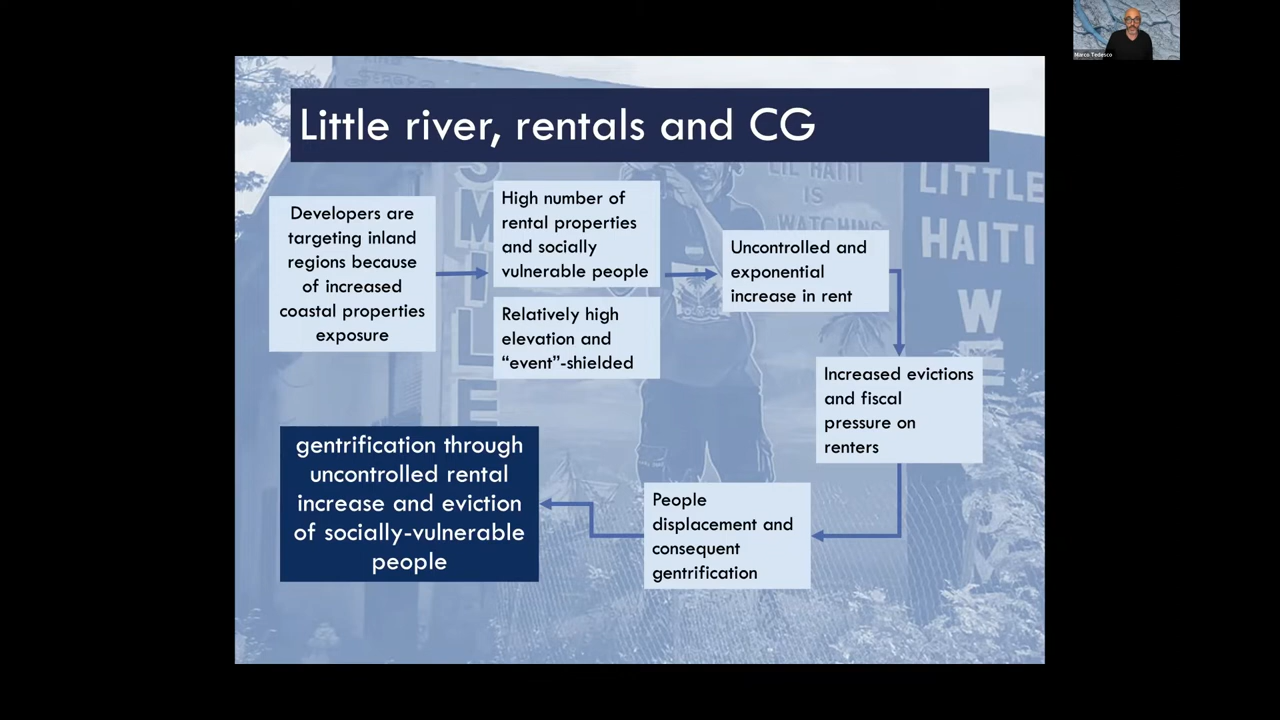 Marco Tedesco
Little river, rentals and CG
Developers are
targeting inland
regions because
of increased
coastal properties
exposure
High number of
rental properties
and socially
vulnerable people
Relatively high
elevation and
“event”-shielded
Uncontrolled and
exponential
increase in rent
Increased evictions
and fiscal
pressure on
renters
People
displacement and
consequent
gentrification
gentrification through
uncontrolled rental
increase and eviction
of socially-vulnerable
people
LIL HAITI
IS
WATCHING
LITTLE
HAITI
WE